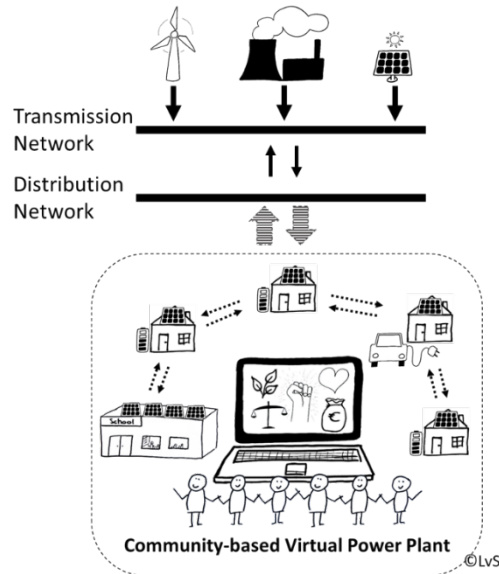 Transmission
Network
Distribution
Network
School
€
Community-based Virtual Power Plant
©LvS